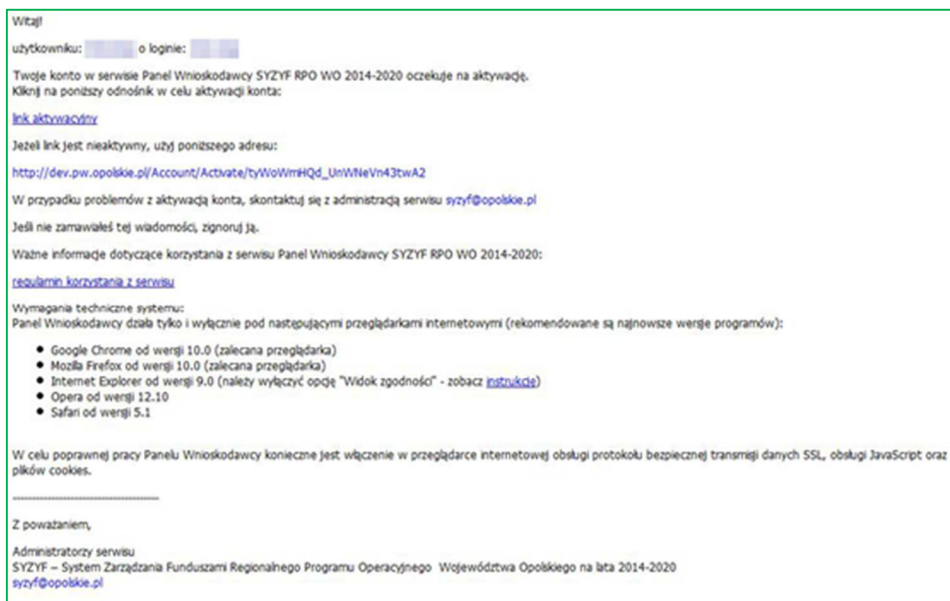 Witaj!
użytkowniku: o loginie:
Twoje konto w serwisie Panel Wnioskodawcy SYZYF RPO WO 2014-2020 oczekuje na aktywację.
Kliknij na poniższy odnośnik w celu aktywacji konta:
link aktywacyjny
Jeżeli link jest nieaktywny, użyj poniższego adresu:
http://dev.pw.opolskie.pl/Account/Activate/tyWoWmHQd_UnWNeVn43twA2
W przypadku problemów z aktywacją konta, skontaktuj się z administracją serwisu syzyf@opolskie.pl
Jeśli nie zamawiałeś tej wiadomości, zignoruj ją.
Ważne informacje dotyczące korzystania z serwisu Panel Wnioskodawcy SYZYF RPO WO 2014-2020:
regulamin korzystania z serwisu
Wymagania techniczne systemu:
Panel Wnioskodawcy działa tylko i wyłącznie pod następującymi przeglądarkami internetowymi (rekomendowane są najnowsze wersje programów):
● Google Chrome od wersji 10.0 (zalecana przeglądarka)
● Mozilla Firefox od wersji 10.0 (zalecana przeglądarka)
● Internet Explorer od wersji 9.0 (należy wyłączyć opcję "Widok zgodności" - zobacz instrukcję)
● Opera od wersji 12.10
● Safari od wersji 5.1
W celu poprawnej pracy Panelu Wnioskodawcy konieczne jest włączenie w przeglądarce internetowej obsługi protokołu bezpiecznej transmisji danych SSL, obsługi JavaScript oraz
plików cookies.
------------------------------------
Z poważaniem,
Administratorzy serwisu
SYZYF – System Zarządzania Funduszami Regionalnego Programu Operacyjnego Województwa Opolskiego na lata 2014-2020
syzyf@opolskie.pl